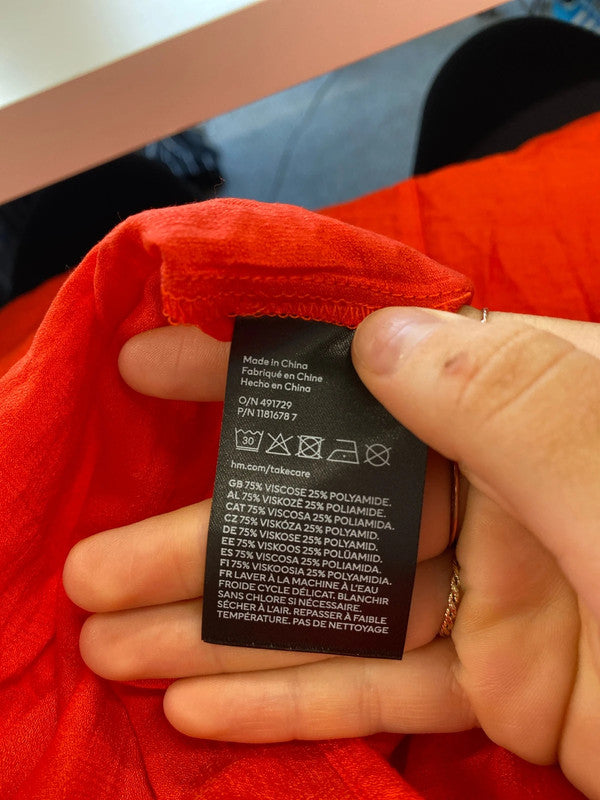 Made in China
Fabriqué en Chine
Hecho en China
O/N 491729
P/N 1181678 7
30
hm.com/takecare
GB 75% VISCOSE 25% POLYAMIDE.
AL 75% VISKOZË 25% POLIAMIDE.
CAT 75% VISCOSA 25% POLIAMIDA.
CZ 75% VISKÓZA 25% POLYAMID.
DE 75% VISKOSE 25% POLYAMID.
EE 75% VISKOOS 25% POLÜAMIID.
ES 75% VISCOSA 25% POLIAMIDA.
FI 75% VISKOOSIA 25% POLYAMIDIA.
FR LAVER À LA MACHINE À L'EAU
FROIDE CYCLE DÉLICAT. BLANCHIR
SANS CHLORE SI NÉCESSAIRE.
SÉCHER À L'AIR. REPASSER À FAIBLE
TEMPÉRATURE. PAS DE NETTOYAGE